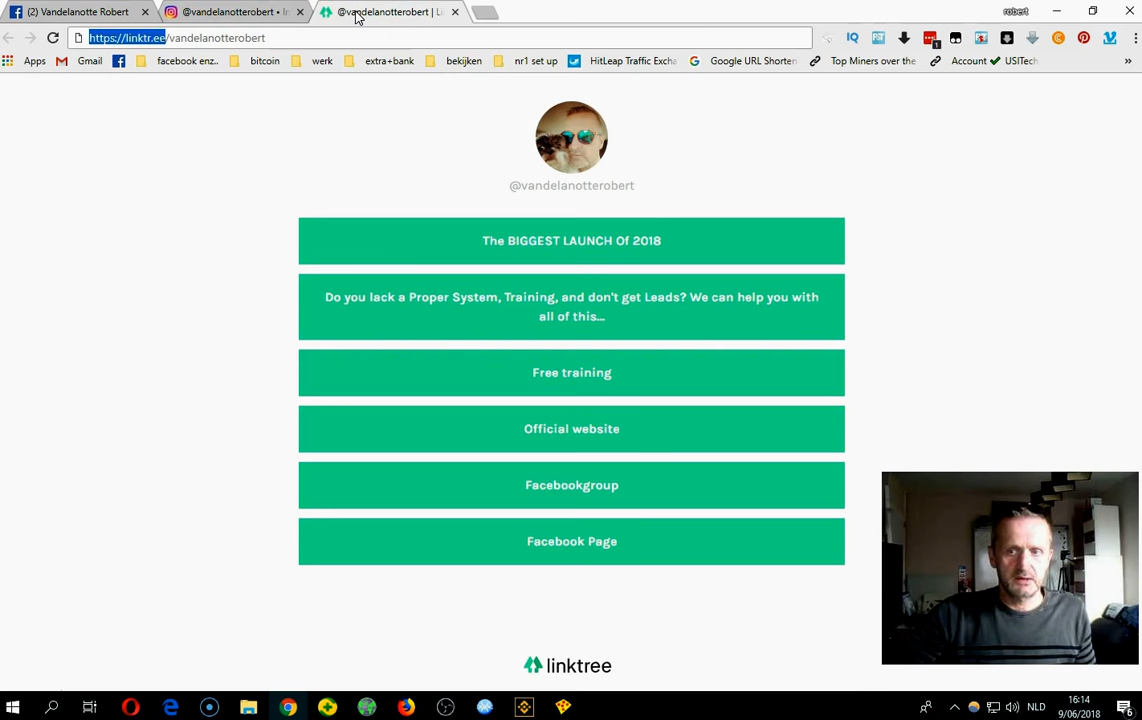 (2) Vandelanotte Robert
@vandelanotterobert • In
@vandelanotterobert | Li
robert
https://linktr.ee/vandelanotterobert
Apps
Gmail
facebook enz..
bitcoin
werk
extra+bank
bekijken
nr1 set up
HitLeap Traffic Excha
Google URL Shorten
Top Miners over the
Account ✔ USITech
»
@vandelanotterobert
The BIGGEST LAUNCH Of 2018
Do you lack a Proper System, Training, and don't get Leads? We can help you with
all of this...
Free training
Official website
Facebookgroup
Facebook Page
linktree
NLD
16:14
9/06/2018
6